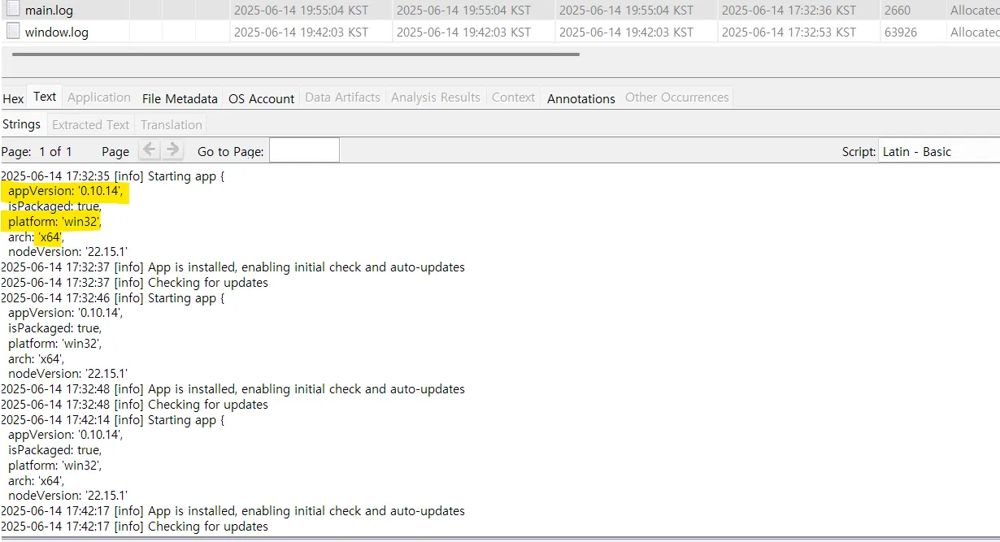 main.log 2025-06-14 19:55:04 KST 2025-06-14 19:55:04 KST 2025-06-14 19:55:04 KST 2025-06-14 17:32:36 KST 2660 Allocated
window.log 2025-06-14 19:42:03 KST 2025-06-14 19:42:03 KST 2025-06-14 19:42:03 KST 2025-06-14 17:32:53 KST 63926 Allocated
Hex Text Application File Metadata OS Account Data Artifacts Analysis Results Context Annotations Other Occurrences
Strings Extracted Text Translation
Page: 1 of 1 Page Go to Page: Script: Latin - Basic
2025-06-14 17:32:35 [info] Starting app {
appVersion: '0.10.14',
isPackaged: true,
platform: 'win32',
arch: 'x64',
nodeVersion: '22.15.1'
2025-06-14 17:32:37 [info] App is installed, enabling initial check and auto-updates
2025-06-14 17:32:37 [info] Checking for updates
2025-06-14 17:32:46 [info] Starting app {
appVersion: '0.10.14',
isPackaged: true,
platform: 'win32',
arch: 'x64',
nodeVersion: '22.15.1'
2025-06-14 17:32:48 [info] App is installed, enabling initial check and auto-updates
2025-06-14 17:32:48 [info] Checking for updates
2025-06-14 17:42:14 [info] Starting app {
appVersion: '0.10.14',
isPackaged: true,
platform: 'win32',
arch: 'x64',
nodeVersion: '22.15.1'
2025-06-14 17:42:17 [info] App is installed, enabling initial check and auto-updates
2025-06-14 17:42:17 [info] Checking for updates